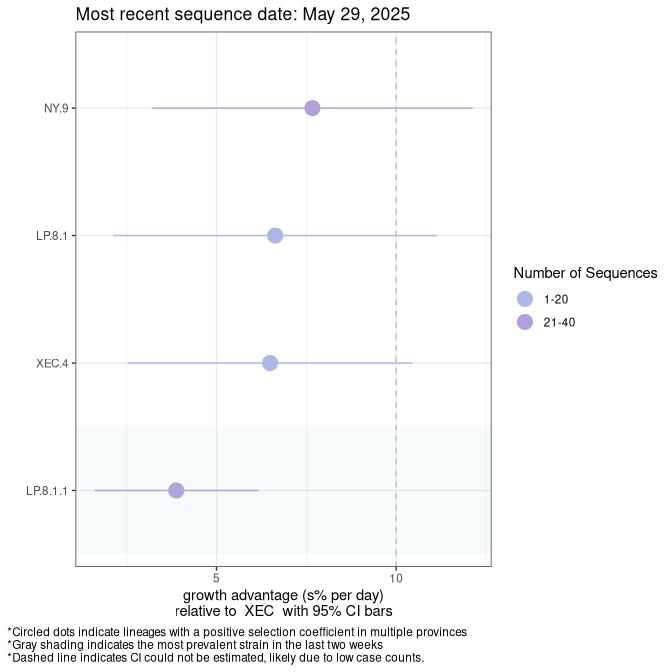 Most recent sequence date: May 29, 2025
NY.9
LP.8.1
XEC.4
LP.8.1.1
5
10
growth advantage (s% per day)
relative to  XEC  with 95% CI bars
Number of Sequences
1-20
21-40
*Circled dots indicate lineages with a positive selection coefficient in multiple provinces
*Gray shading indicates the most prevalent strain in the last two weeks
*Dashed line indicates CI could not be estimated, likely due to low case counts.